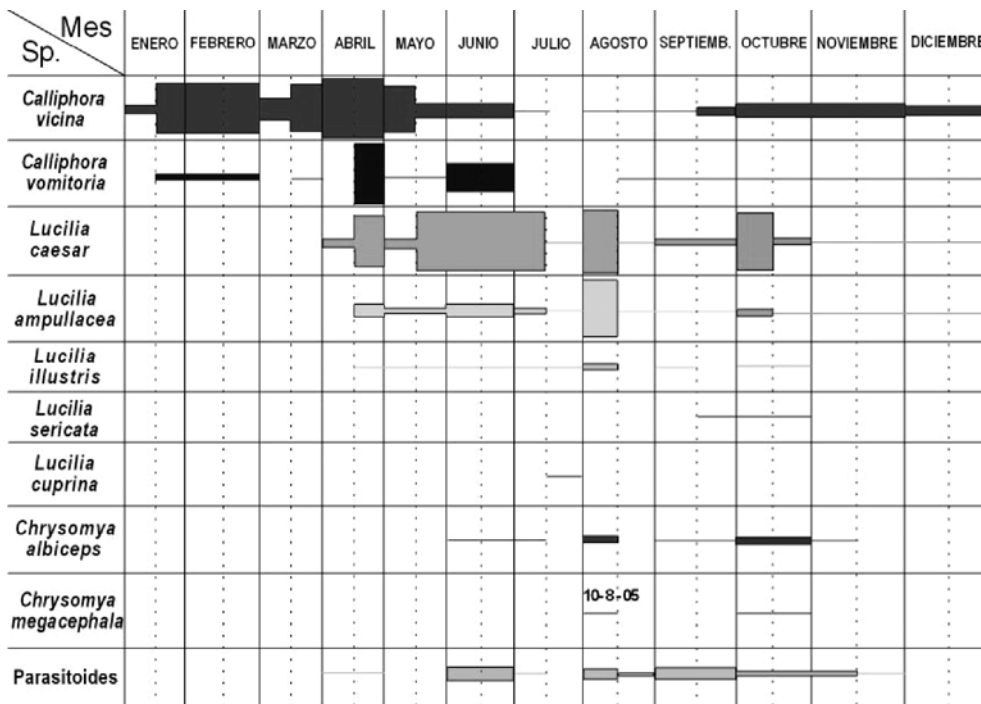 Mes
Sp.
ENERO FEBRERO MARZO ABRIL MAYO JUNIO JULIO AGOSTO SEPTIEMB. OCTUBRE NOVIEMBRE DICIEMBRE
Calliphora
vicina
Calliphora
vomitoria
Lucilia
caesar
Lucilia
ampullacea
Lucilia
illustris
Lucilia
sericata
Lucilia
cuprina
Chrysomya
albiceps
Chrysomya
megacephala
10-8-05
Parasitoides